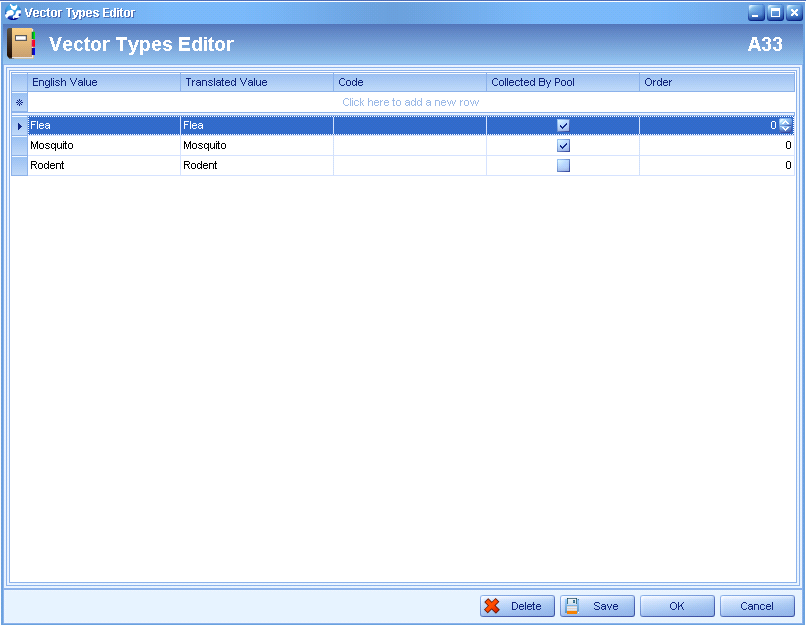 Vector Types Editor
Vector Types Editor A33
English Value Translated Value Code Collected By Pool Order
Click here to add a new row
Flea Flea 0
Mosquito Mosquito 0
Rodent Rodent 0
Delete Save OK Cancel